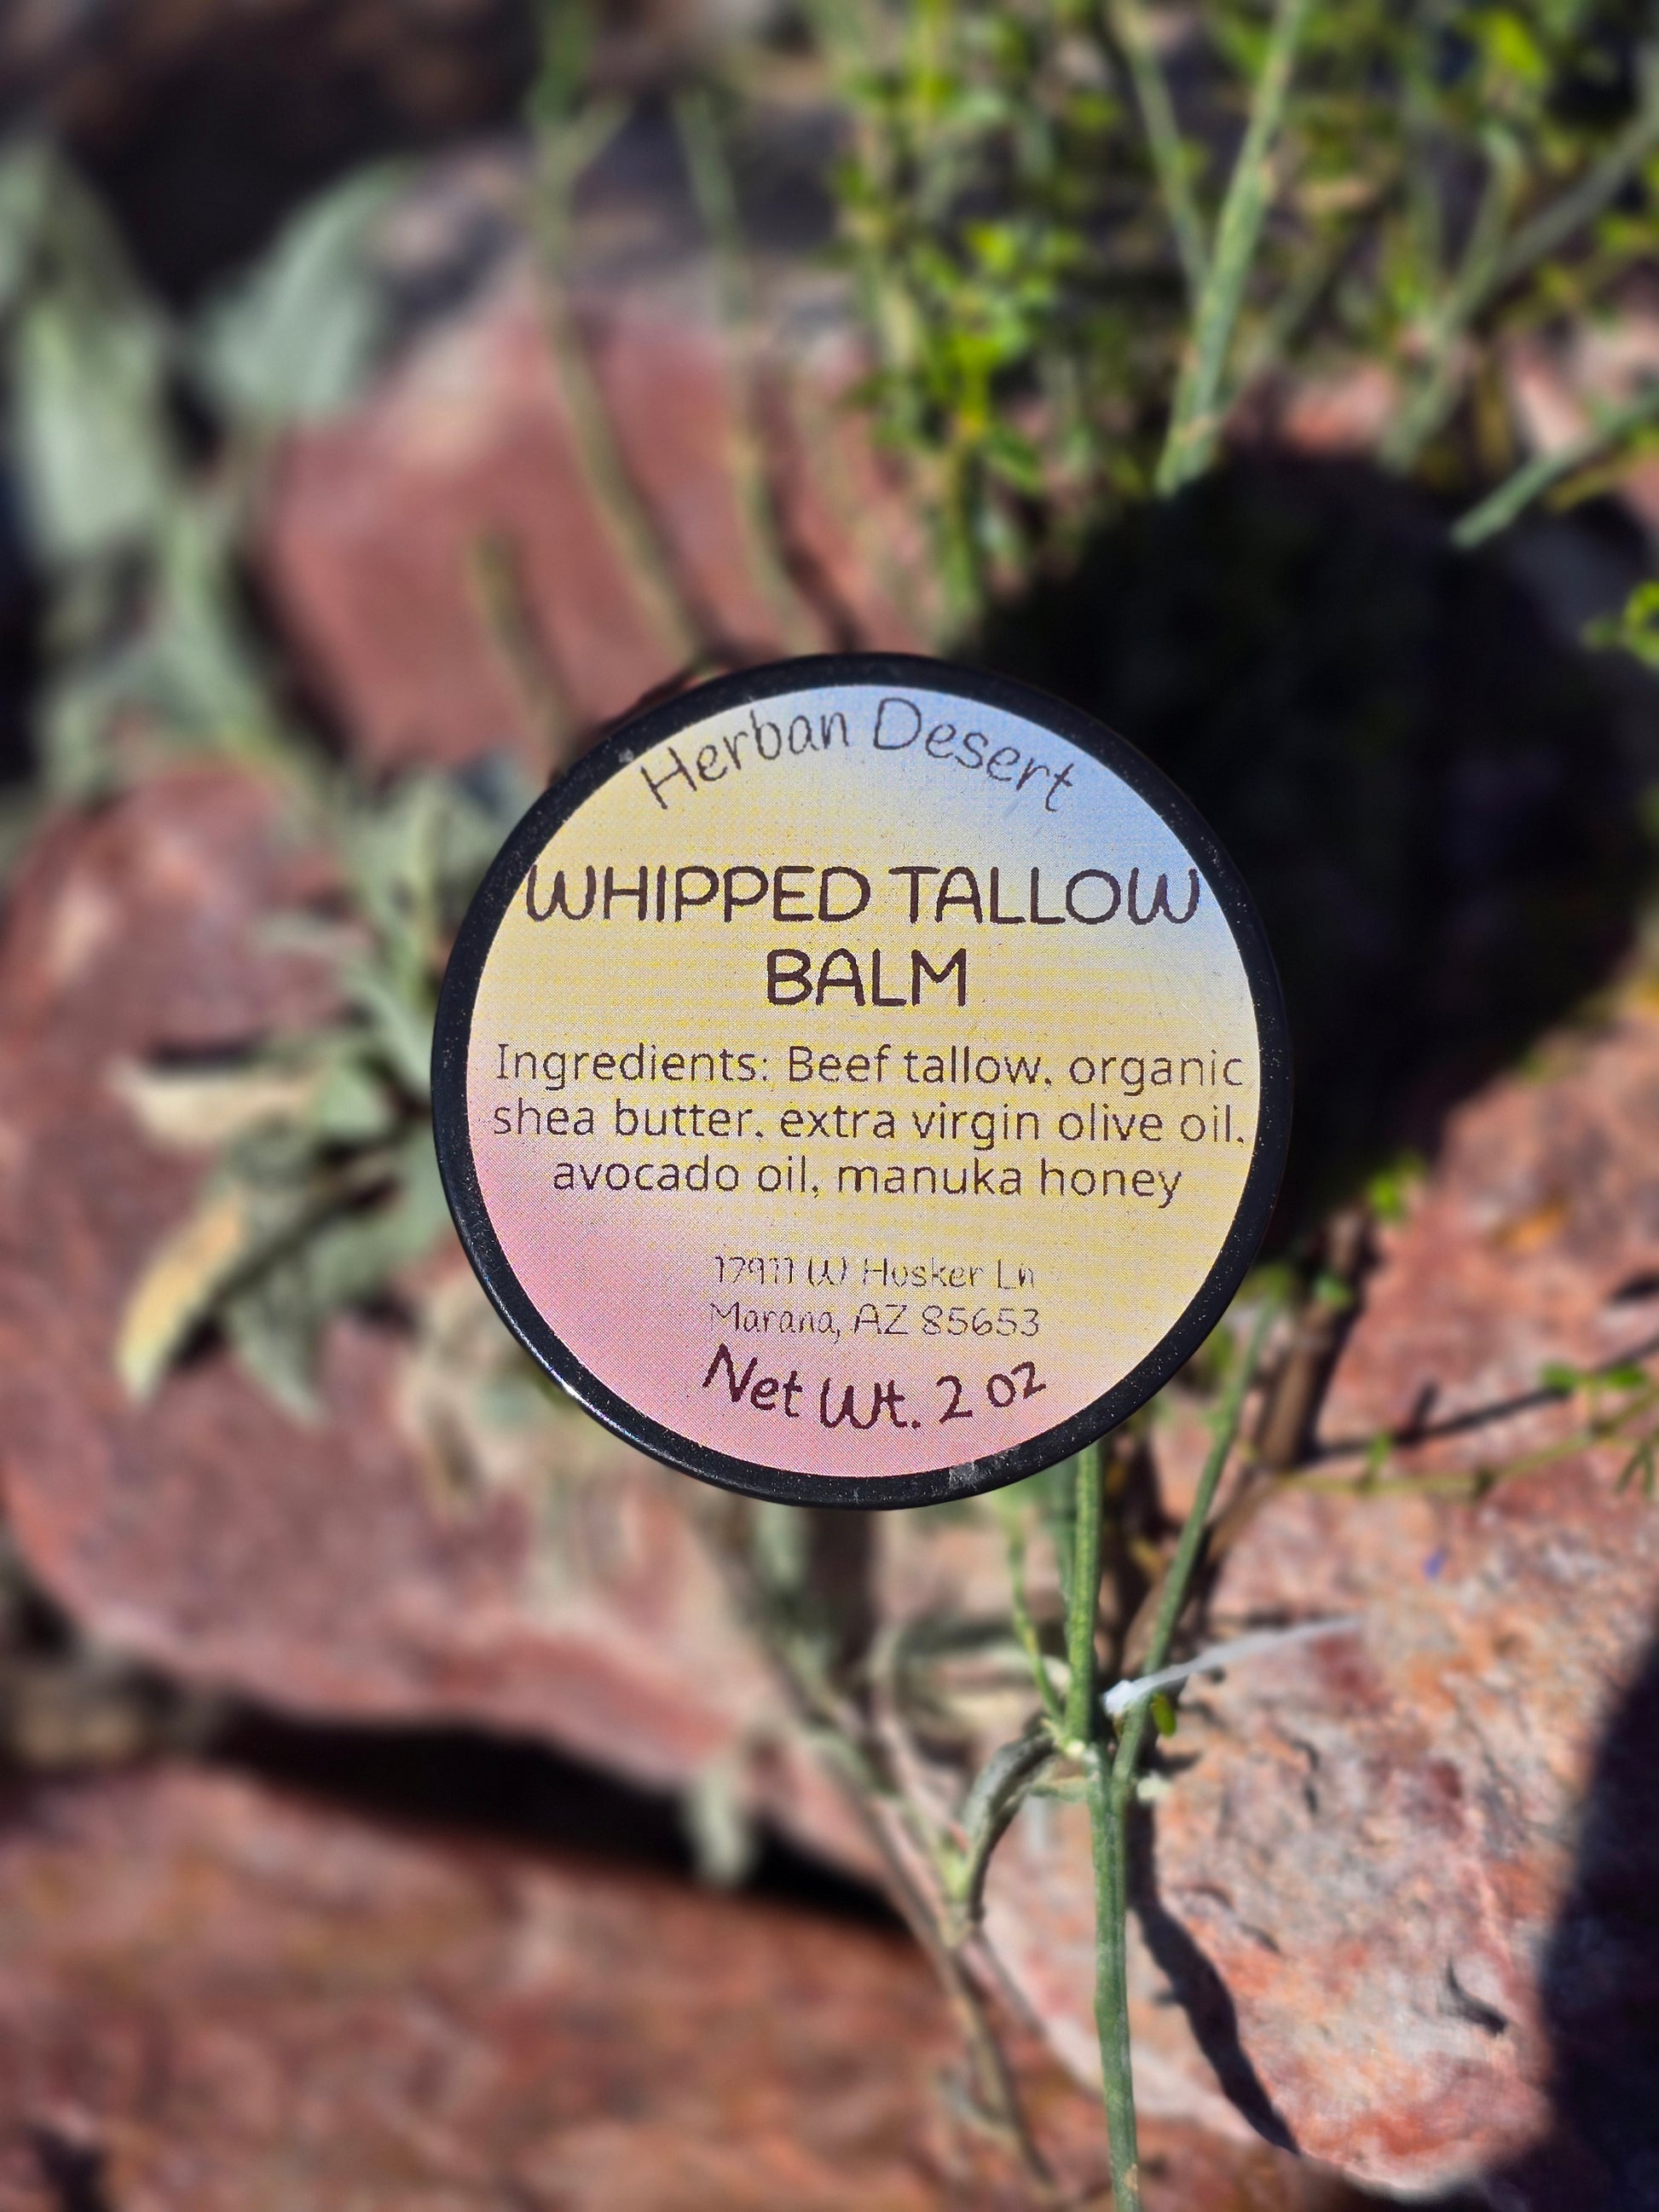 Herban Desert
WHIPPED TALLOW
BALM
Ingredients: Beef tallow, organic
shea butter, extra virgin olive oil,
avocado oil, manuka honey
17911 W Husker Ln
Marana, AZ 85653
Net Wt. 2 oz